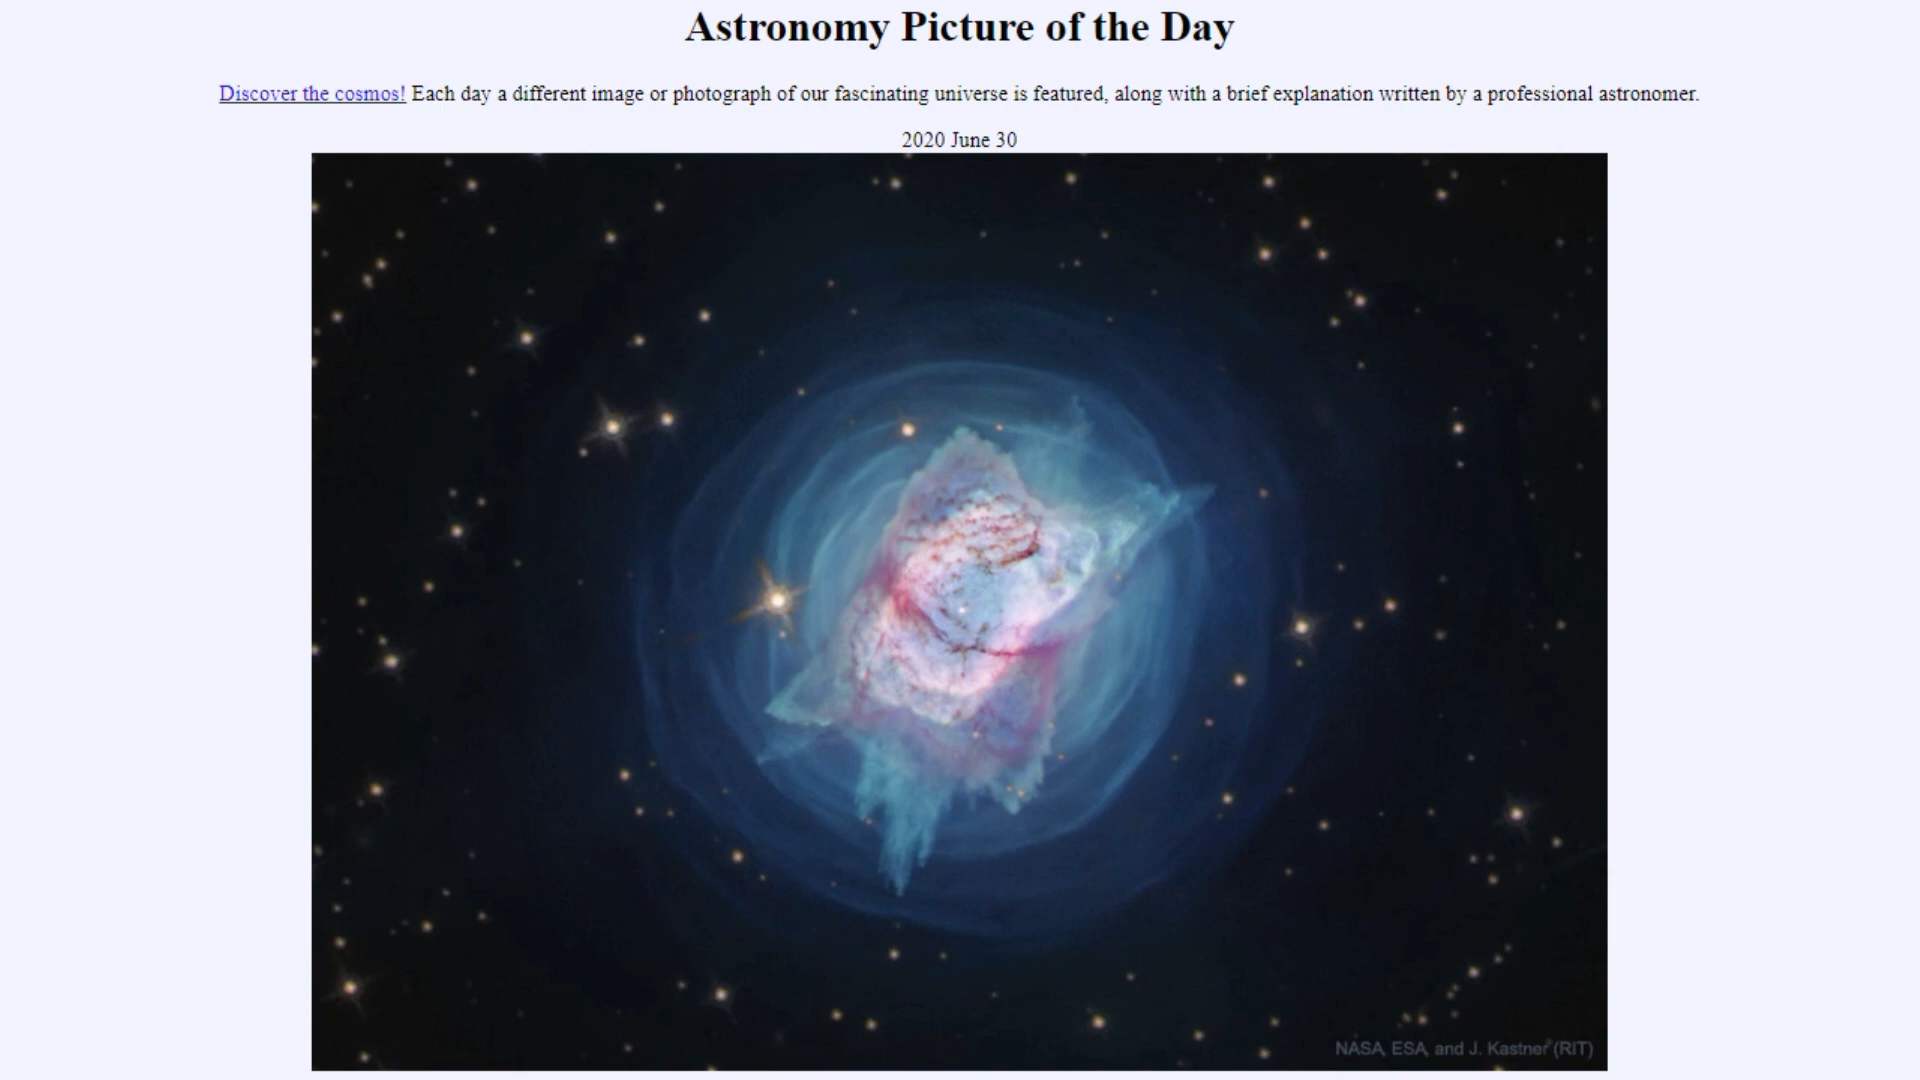 Astronomy Picture of the Day
Discover the cosmos! Each day a different image or photograph of our fascinating universe is featured, along with a brief explanation written by a professional astronomer.
2020 June 30
NASA, ESA, and J. Kastner (RIT)